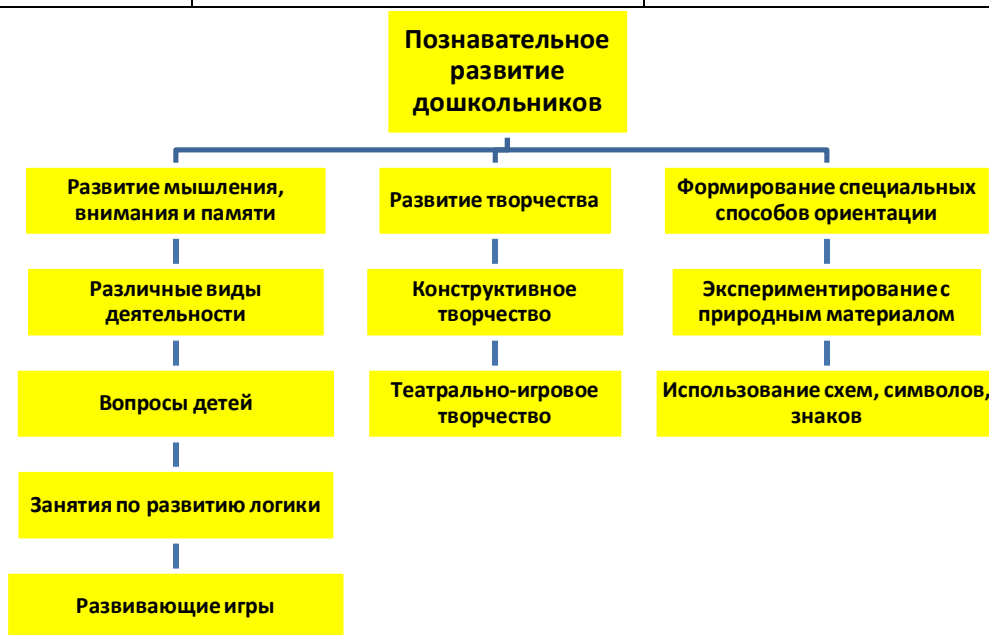 Познавательное
развитие
дошкольников
Развитие мышления,
внимания и памяти
Различные виды
деятельности
Вопросы детей
Занятия по развитию логики
Развивающие игры
Развитие творчества
Конструктивное
творчество
Театрально-игровое
творчество
Формирование специальных
способов ориентации
Экспериментирование с
природным материалом
Использование схем, символов,
знаков